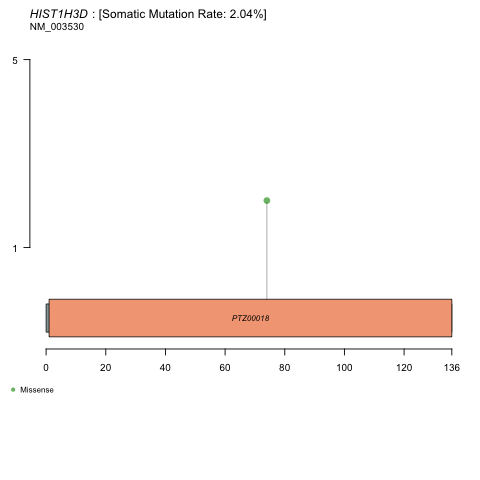 HIST1H3D : [Somatic Mutation Rate: 2.04%]
NM_003530
5
1
PTZ00018
0 20 40 60 80 100 120 136
Missense